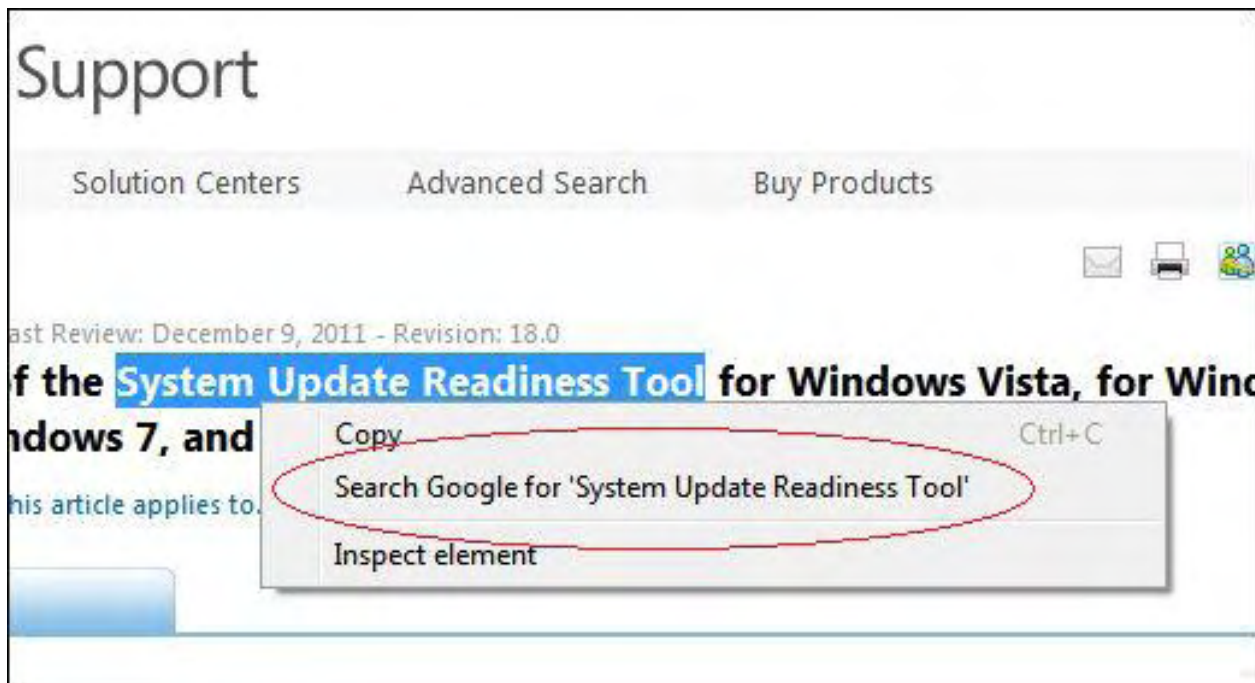 Support
Solution Centers Advanced Search Buy Products
ast Review: December 9, 2011 - Revision: 18.0
f the System Update Readiness Tool for Windows Vista, for Wind
ndows 7, and
Copy Ctrl+C
Search Google for 'System Update Readiness Tool'
his article applies to.
Inspect element